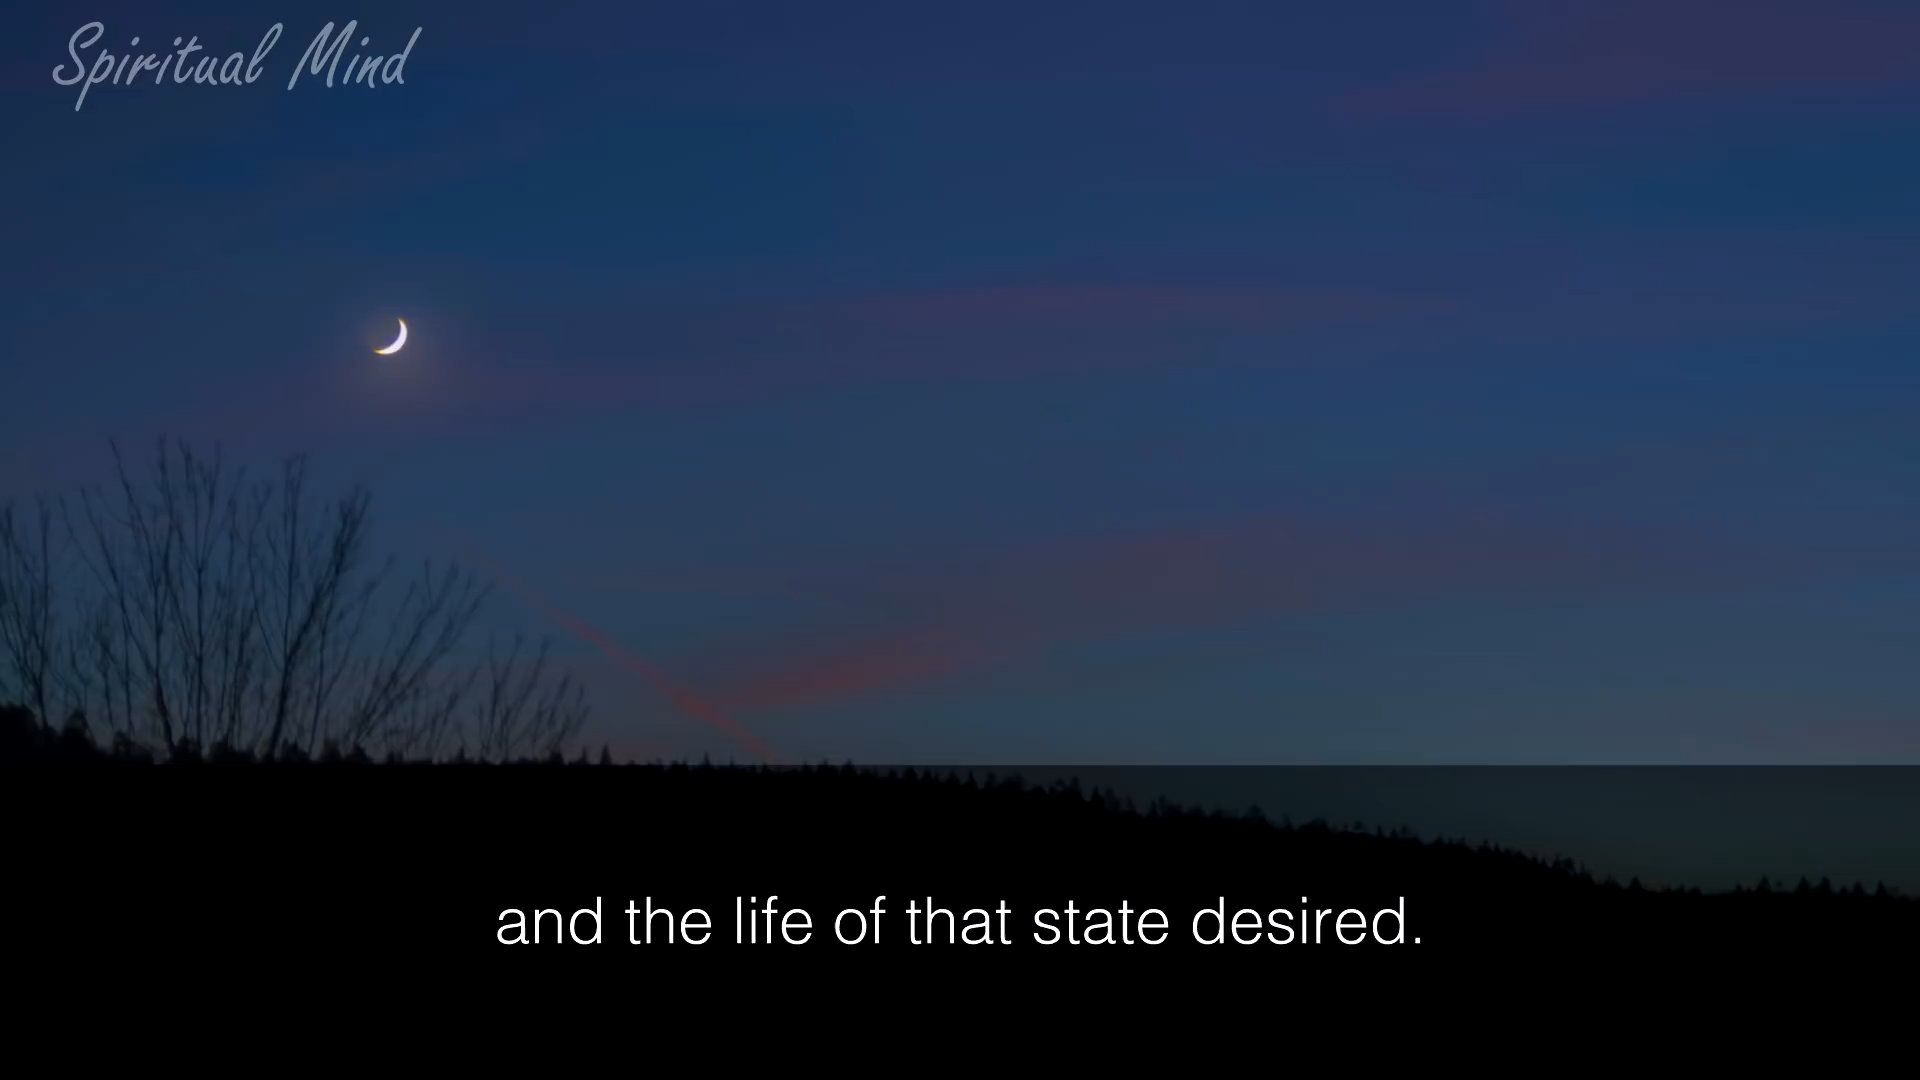 Spiritual Mind
and the life of that state desired.